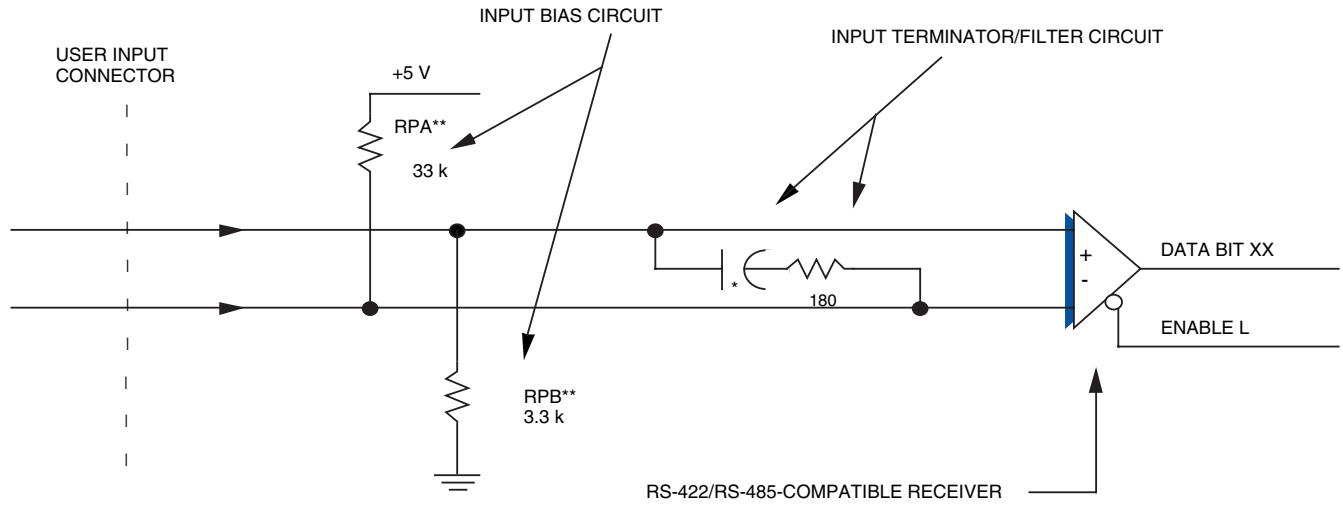 INPUT BIAS CIRCUIT
INPUT TERMINATOR/FILTER CIRCUIT
USER INPUT
CONNECTOR
+5 V
RPA**
33 k
+
-
DATA BIT XX
*
180
ENABLE L
RPB**
3.3 k
RS-422/RS-485-COMPATIBLE RECEIVER